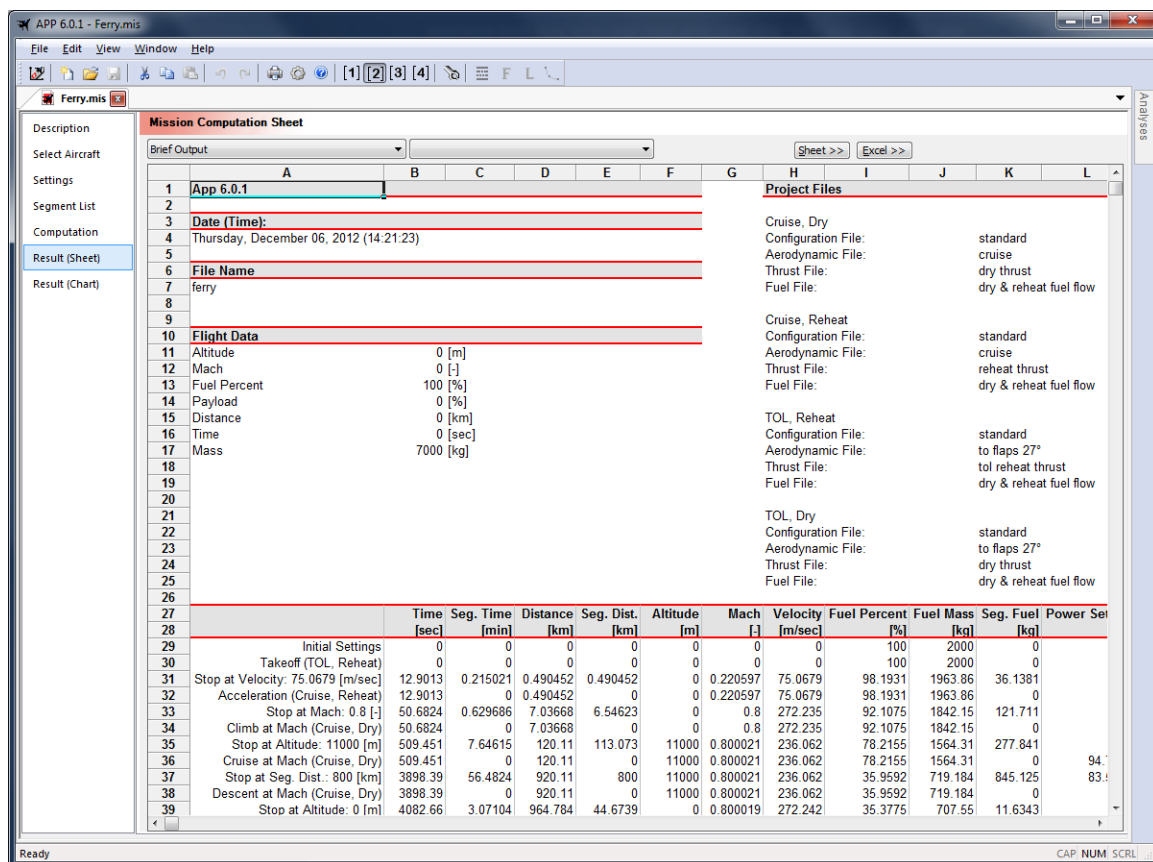 APP 6.0.1 - Ferry.mis
File Edit View Window Help
[1] [2] [3] [4] F L
Ferry.mis
Analyses
Description
Select Aircraft
Settings
Segment List
Computation
Result (Sheet)
Result (Chart)
Mission Computation Sheet
Brief Output Sheet >> Excel >>
A B C D E F G H I J K L
1 App 6.0.1 Project Files
2
3 Date (Time): Cruise, Dry
4 Thursday, December 06, 2012 (14:21:23) Configuration File: standard
5 Aerodynamic File: cruise
6 File Name Thrust File: dry thrust
7 ferry Fuel File: dry & reheat fuel flow
8
9 Cruise, Reheat
10 Flight Data Configuration File: standard
11 Altitude 0 [m] Aerodynamic File: cruise
12 Mach 0 [-] Thrust File: reheat thrust
13 Fuel Percent 100 [%] Fuel File: dry & reheat fuel flow
14 Payload 0 [%]
15 Distance 0 [km] TOL, Reheat
16 Time 0 [sec] Configuration File: standard
17 Mass 7000 [kg] Aerodynamic File: to flaps 27°
18 Thrust File: tol reheat thrust
19 Fuel File: dry & reheat fuel flow
20
21 TOL, Dry
22 Configuration File: standard
23 Aerodynamic File: to flaps 27°
24 Thrust File: dry thrust
25 Fuel File: dry & reheat fuel flow
26
27 Time Seg. Time Distance Seg. Dist. Altitude Mach Velocity Fuel Percent Fuel Mass Seg. Fuel Power Set
28 [sec] [min] [km] [km] [m] [-] [m/sec] [%] [kg] [kg]
29 Initial Settings 0 0 0 0 0 0 0 100 2000 0
30 Takeoff (TOL, Reheat) 0 0 0 0 0 0 0 100 2000 0
31 Stop at Velocity: 75.0679 [m/sec] 12.9013 0.215021 0.490452 0.490452 0 0.220597 75.0679 98.1931 1963.86 36.1381
32 Acceleration (Cruise, Reheat) 12.9013 0 0.490452 0 0 0.220597 75.0679 98.1931 1963.86 0
33 Stop at Mach: 0.8 [-] 50.6824 0.629686 7.03668 6.54623 0 0.8 272.235 92.1075 1842.15 121.711
34 Climb at Mach (Cruise, Dry) 50.6824 0 7.03668 0 0 0.8 272.235 92.1075 1842.15 0
35 Stop at Altitude: 11000 [m] 509.451 7.64615 120.11 113.073 11000 0.800021 236.062 78.2155 1564.31 277.841
36 Cruise at Mach (Cruise, Dry) 509.451 0 120.11 0 11000 0.800021 236.062 78.2155 1564.31 0 94.
37 Stop at Seg. Dist.: 800 [km] 3898.39 56.4824 920.11 800 11000 0.800021 236.062 35.9592 719.184 845.125 83.
38 Descent at Mach (Cruise, Dry) 3898.39 0 920.11 0 11000 0.800021 236.062 35.9592 719.184 0
39 Stop at Altitude: 0 [m] 4082.66 3.07104 964.784 44.6739 0 0.800019 272.242 35.3775 707.55 11.6343
Ready CAP NUM SCRL